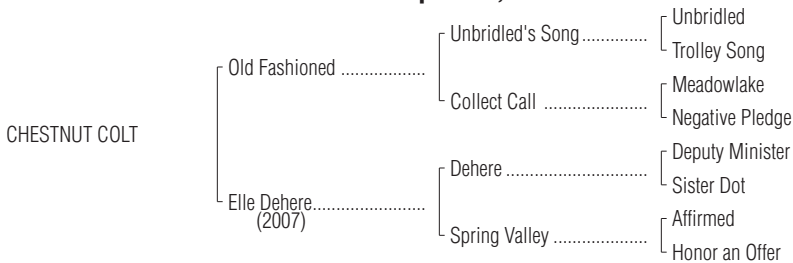 Unbridled
Unbridled's Song ..............
Trolley Song
Old Fashioned ..................
Meadowlake
Collect Call ......................
Negative Pledge
CHESTNUT COLT
Deputy Minister
Dehere ..............................
Sister Dot
Elle Dehere........................
(2007)
Affirmed
Spring Valley ....................
Honor an Offer